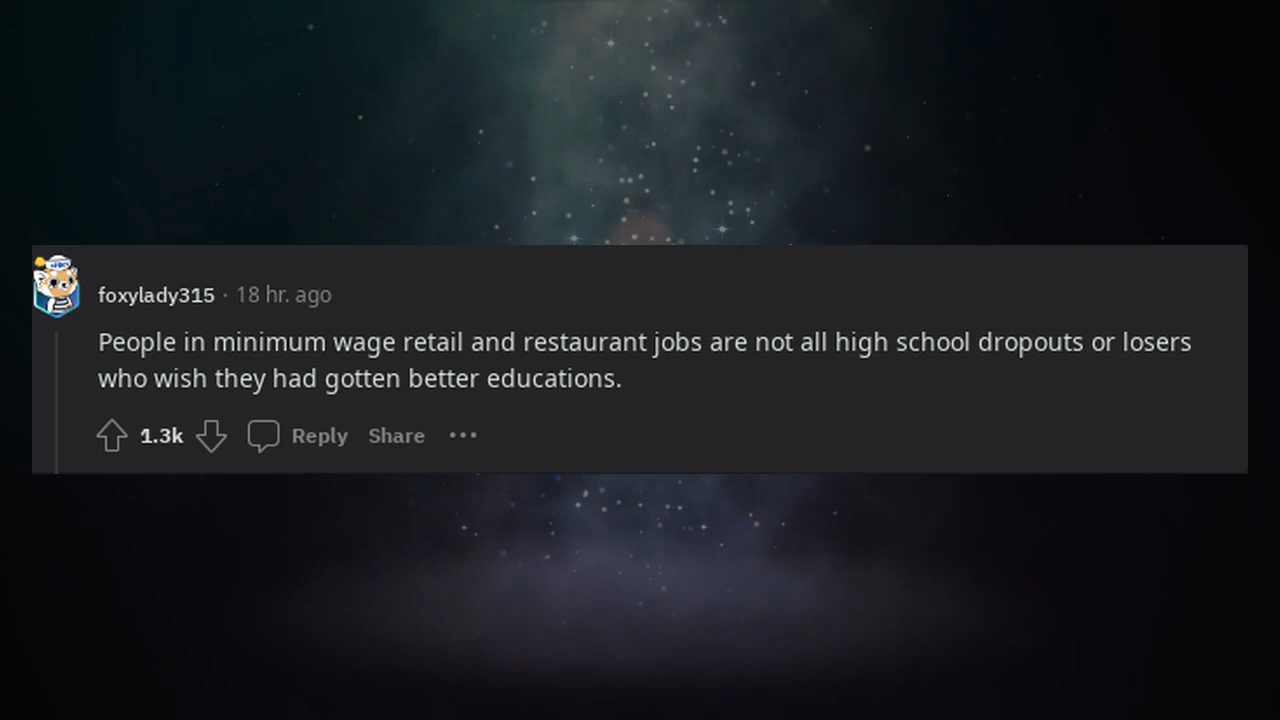 foxylady315 · 18 hr. ago
People in minimum wage retail and restaurant jobs are not all high school dropouts or losers
who wish they had gotten better educations.
1.3k Reply Share •••